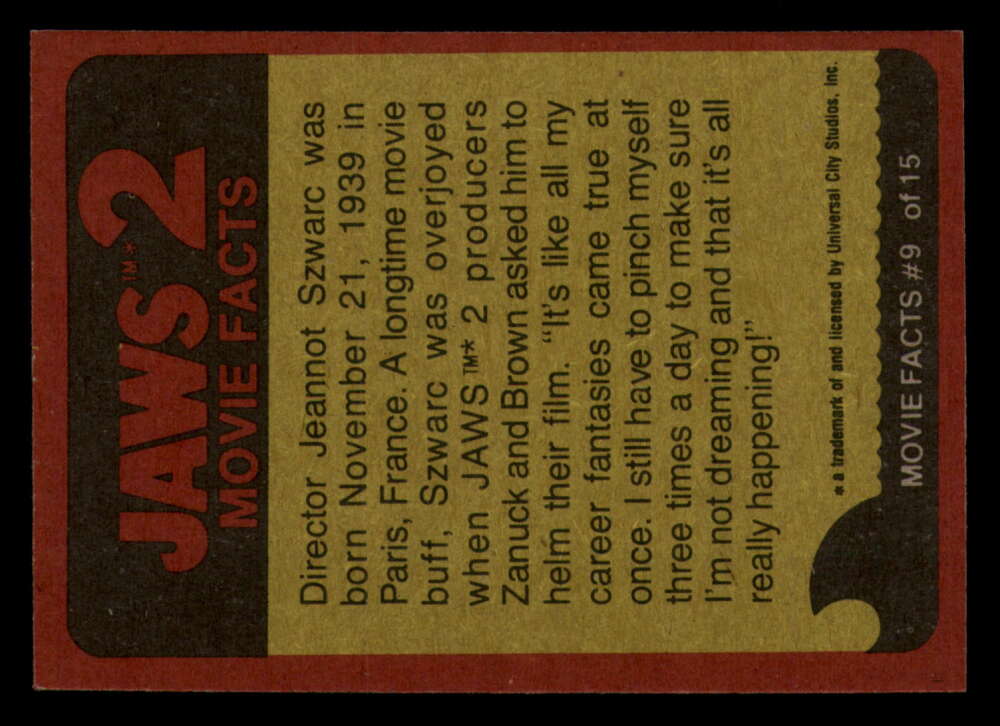 JAWS™* 2
MOVIE FACTS
Director Jeannot Szwarc was
born November 21, 1939 in
Paris, France. A longtime movie
buff, Szwarc was overjoyed
when JAWS™* 2 producers
Zanuck and Brown asked him to
helm their film. “It's like all my
career fantasies came true at
once. I still have to pinch myself
three times a day to make sure
I'm not dreaming and that it's all
really happening!”
* a trademark of and licensed by Universal City Studios, Inc.
MOVIE FACTS #9 of 15